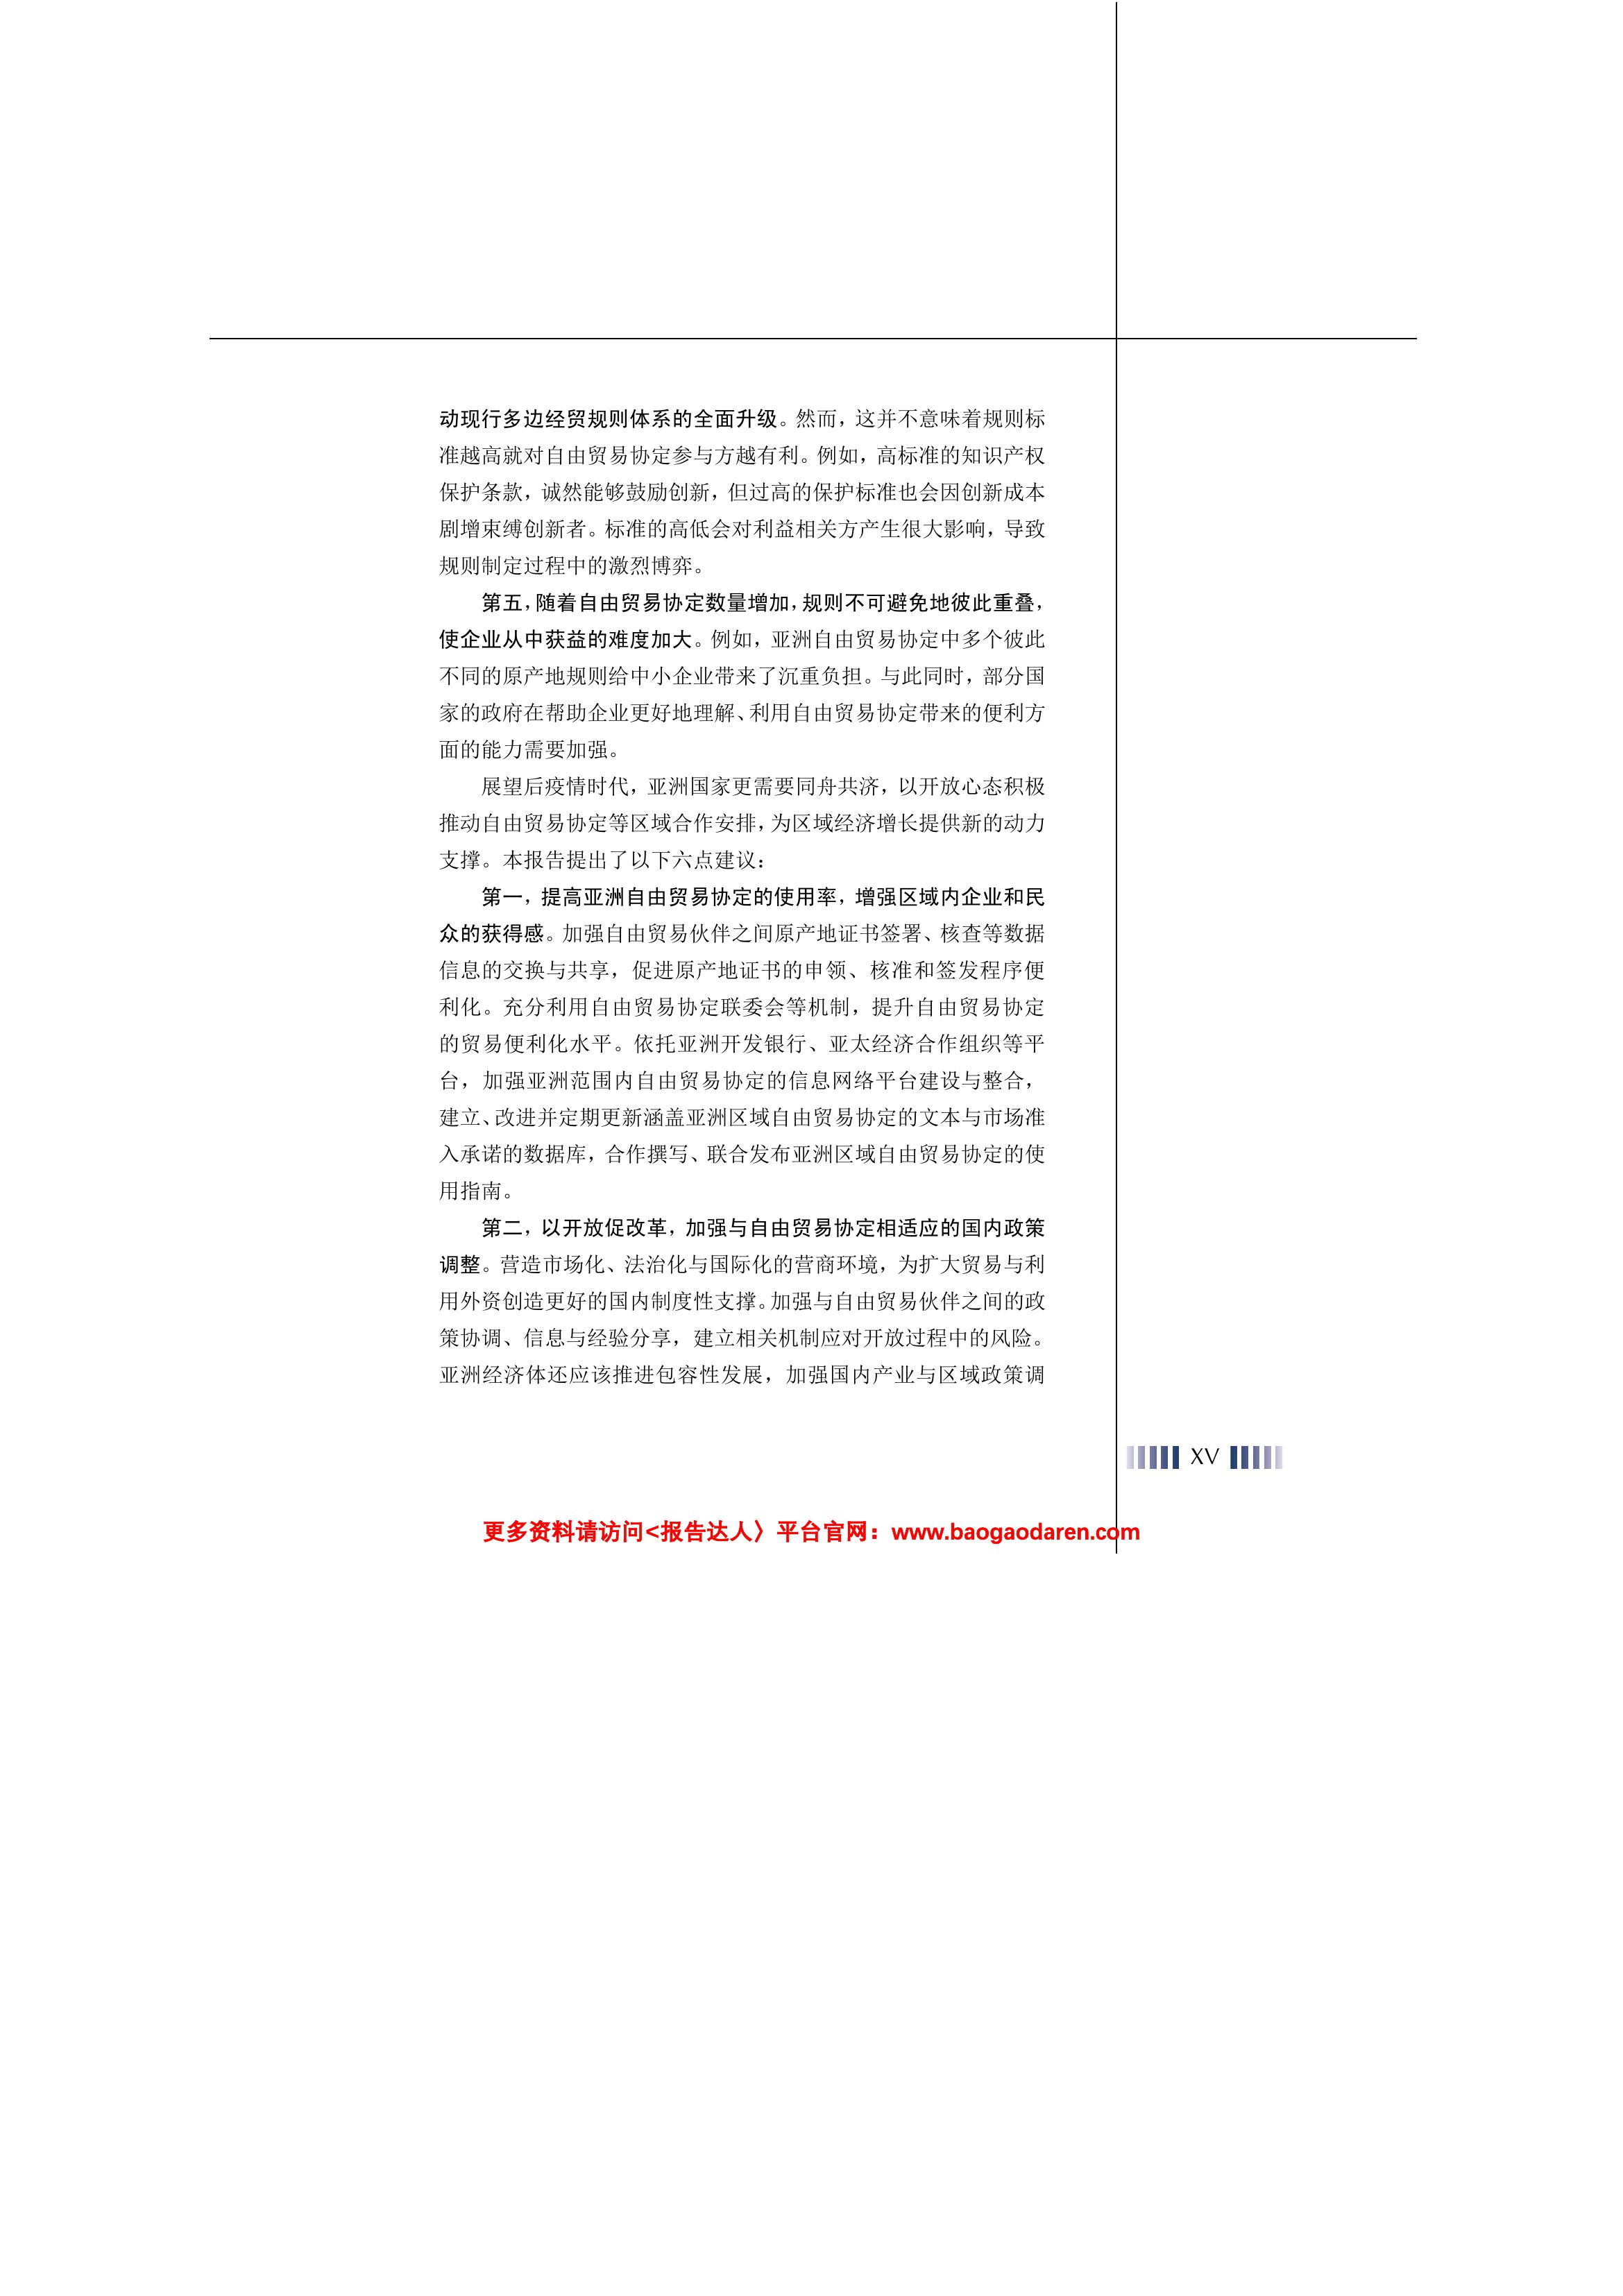 动现行多边经贸规则体系的全面升级。然而，这并不意味着规则标
准越高就对自由贸易协定参与方越有利。例如，高标准的知识产权
保护条款，诚然能够鼓励创新，但过高的保护标准也会因创新成本
剧增束缚创新者。标准的高低会对利益相关方产生很大影响，导致
规则制定过程中的激烈博弈。
第五，随着自由贸易协定数量增加，规则不可避免地彼此重叠，
使企业从中获益的难度加大。例如，亚洲自由贸易协定中多个彼此
不同的原产地规则给中小企业带来了沉重负担。与此同时，部分国
家的政府在帮助企业更好地理解、利用自由贸易协定带来的便利方
面的能力需要加强。
展望后疫情时代，亚洲国家更需要同舟共济，以开放心态积极
推动自由贸易协定等区域合作安排，为区域经济增长提供新的动力
支撑。本报告提出了以下六点建议：
第一，提高亚洲自由贸易协定的使用率，增强区域内企业和民
众的获得感。加强自由贸易伙伴之间原产地证书签署、核查等数据
信息的交换与共享，促进原产地证书的申领、核准和签发程序便
利化。充分利用自由贸易协定联委会等机制，提升自由贸易协定
的贸易便利化水平。依托亚洲开发银行、亚太经济合作组织等平
台，加强亚洲范围内自由贸易协定的信息网络平台建设与整合，
建立、改进并定期更新涵盖亚洲区域自由贸易协定的文本与市场准
入承诺的数据库，合作撰写、联合发布亚洲区域自由贸易协定的使
用指南。
第二，以开放促改革，加强与自由贸易协定相适应的国内政策
调整。营造市场化、法治化与国际化的营商环境，为扩大贸易与利
用外资创造更好的国内制度性支撑。加强与自由贸易伙伴之间的政
策协调、信息与经验分享，建立相关机制应对开放过程中的风险。
亚洲经济体还应该推进包容性发展，加强国内产业与区域政策调
XV
更多资料请访问<报告达人〉平台官网：www.baogaodaren.com